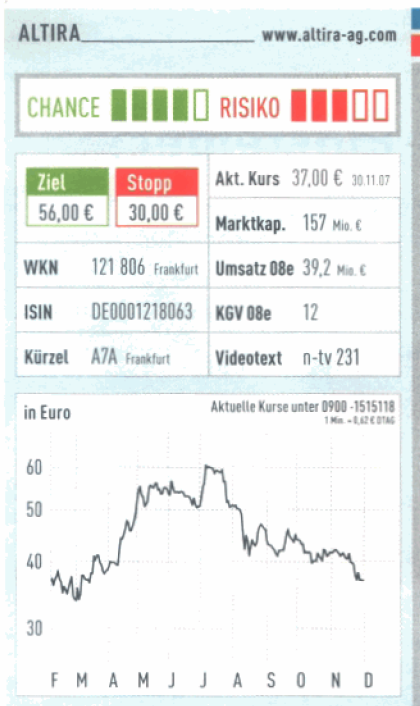 ALTIRA www.altira-ag.com
CHANCE RISIKO
Ziel Stopp
56,00 € 30,00 €
Akt. Kurs 37,00 € 30.11.07
Marktkap. 157 Mio. €
WKN 121 806 Frankfurt
Umsatz 08e 39,2 Mio. €
ISIN DE0001218063
KGV 08e 12
Kürzel A7A Frankfurt
Videotext n-tv 231
in Euro
Aktuelle Kurse unter 0900 -1515118
1 Min. = 0,62 € DTAG
60
50
40
30
F M A M J J A S O N D